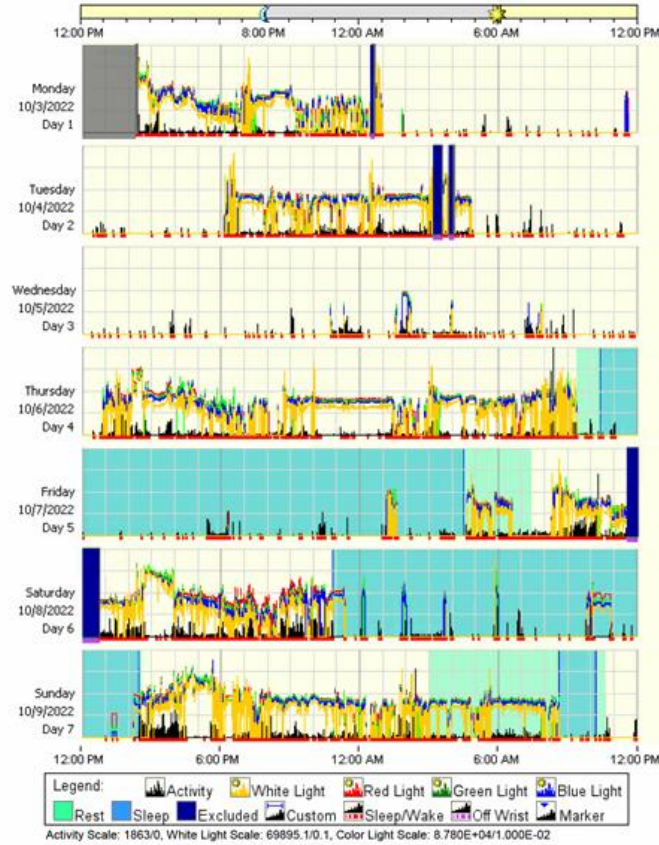 12:00 PM 8:00 PM 12:00 AM 6:00 AM 12:00 PM
Monday
10/3/2022
Day 1
Tuesday
10/4/2022
Day 2
Wednesday
10/5/2022
Day 3
Thursday
10/6/2022
Day 4
Friday
10/7/2022
Day 5
Saturday
10/8/2022
Day 6
Sunday
10/9/2022
Day 7
12:00 PM 6:00 PM 12:00 AM 6:00 AM 12:00 PM
Legend: Activity White Light Red Light Green Light Blue Light
Rest Sleep Excluded Custom Sleep/Wake Off Wrist Marker
Activity Scale: 1863/0, White Light Scale: 69895.1/0.1, Color Light Scale: 8.780E+04/1.000E-02